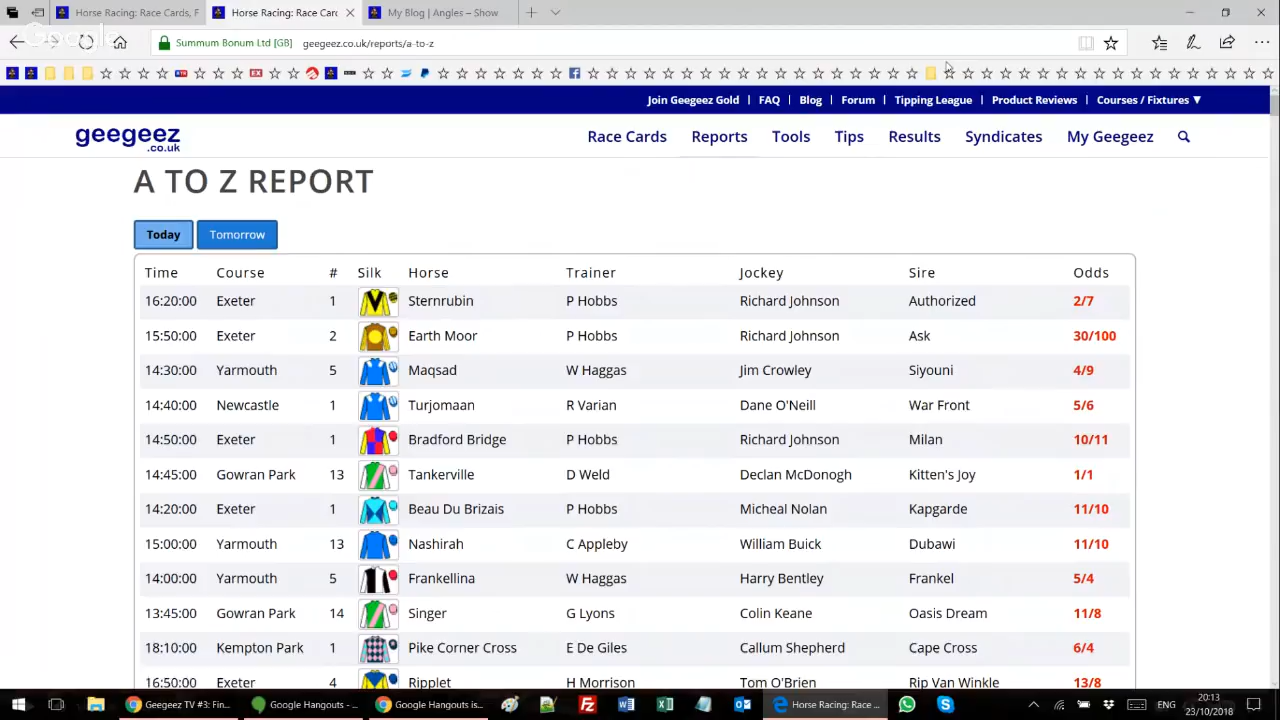 Horse Racing: Race Cards, F
Horse Racing: Race Carc
My Blog | Angles – Show
Google
Summum Bonum Ltd [GB] geegeez.co.uk/reports/a-to-z
Join Geegeez Gold | FAQ | Blog | Forum | Tipping League | Product Reviews | Courses / Fixtures ▼
geegeez
.co.uk
Race Cards Reports Tools Tips Results Syndicates My Geegeez
A TO Z REPORT
Today Tomorrow
Time Course # Silk Horse Trainer Jockey Sire Odds
16:20:00 Exeter 1 Sternrubin P Hobbs Richard Johnson Authorized 2/7
15:50:00 Exeter 2 Earth Moor P Hobbs Richard Johnson Ask 30/100
14:30:00 Yarmouth 5 Maqsad W Haggas Jim Crowley Siyouni 4/9
14:40:00 Newcastle 1 Turjomaan R Varian Dane O'Neill War Front 5/6
14:50:00 Exeter 1 Bradford Bridge P Hobbs Richard Johnson Milan 10/11
14:45:00 Gowran Park 13 Tankerville D Weld Declan McDonogh Kitten's Joy 1/1
14:20:00 Exeter 1 Beau Du Brizais P Hobbs Micheal Nolan Kapgarde 11/10
15:00:00 Yarmouth 13 Nashirah C Appleby William Buick Dubawi 11/10
14:00:00 Yarmouth 5 Frankellina W Haggas Harry Bentley Frankel 5/4
13:45:00 Gowran Park 14 Singer G Lyons Colin Keane Oasis Dream 11/8
18:10:00 Kempton Park 1 Pike Corner Cross E De Giles Callum Shepherd Cape Cross 6/4
16:50:00 Exeter 4 Ripplet H Morrison Tom O'Brien Rip Van Winkle 13/8
Geegeez TV #3: Fin...
Google Hangouts - ...
Google Hangouts is...
Horse Racing: Race ...
ENG
20:13
23/10/2018